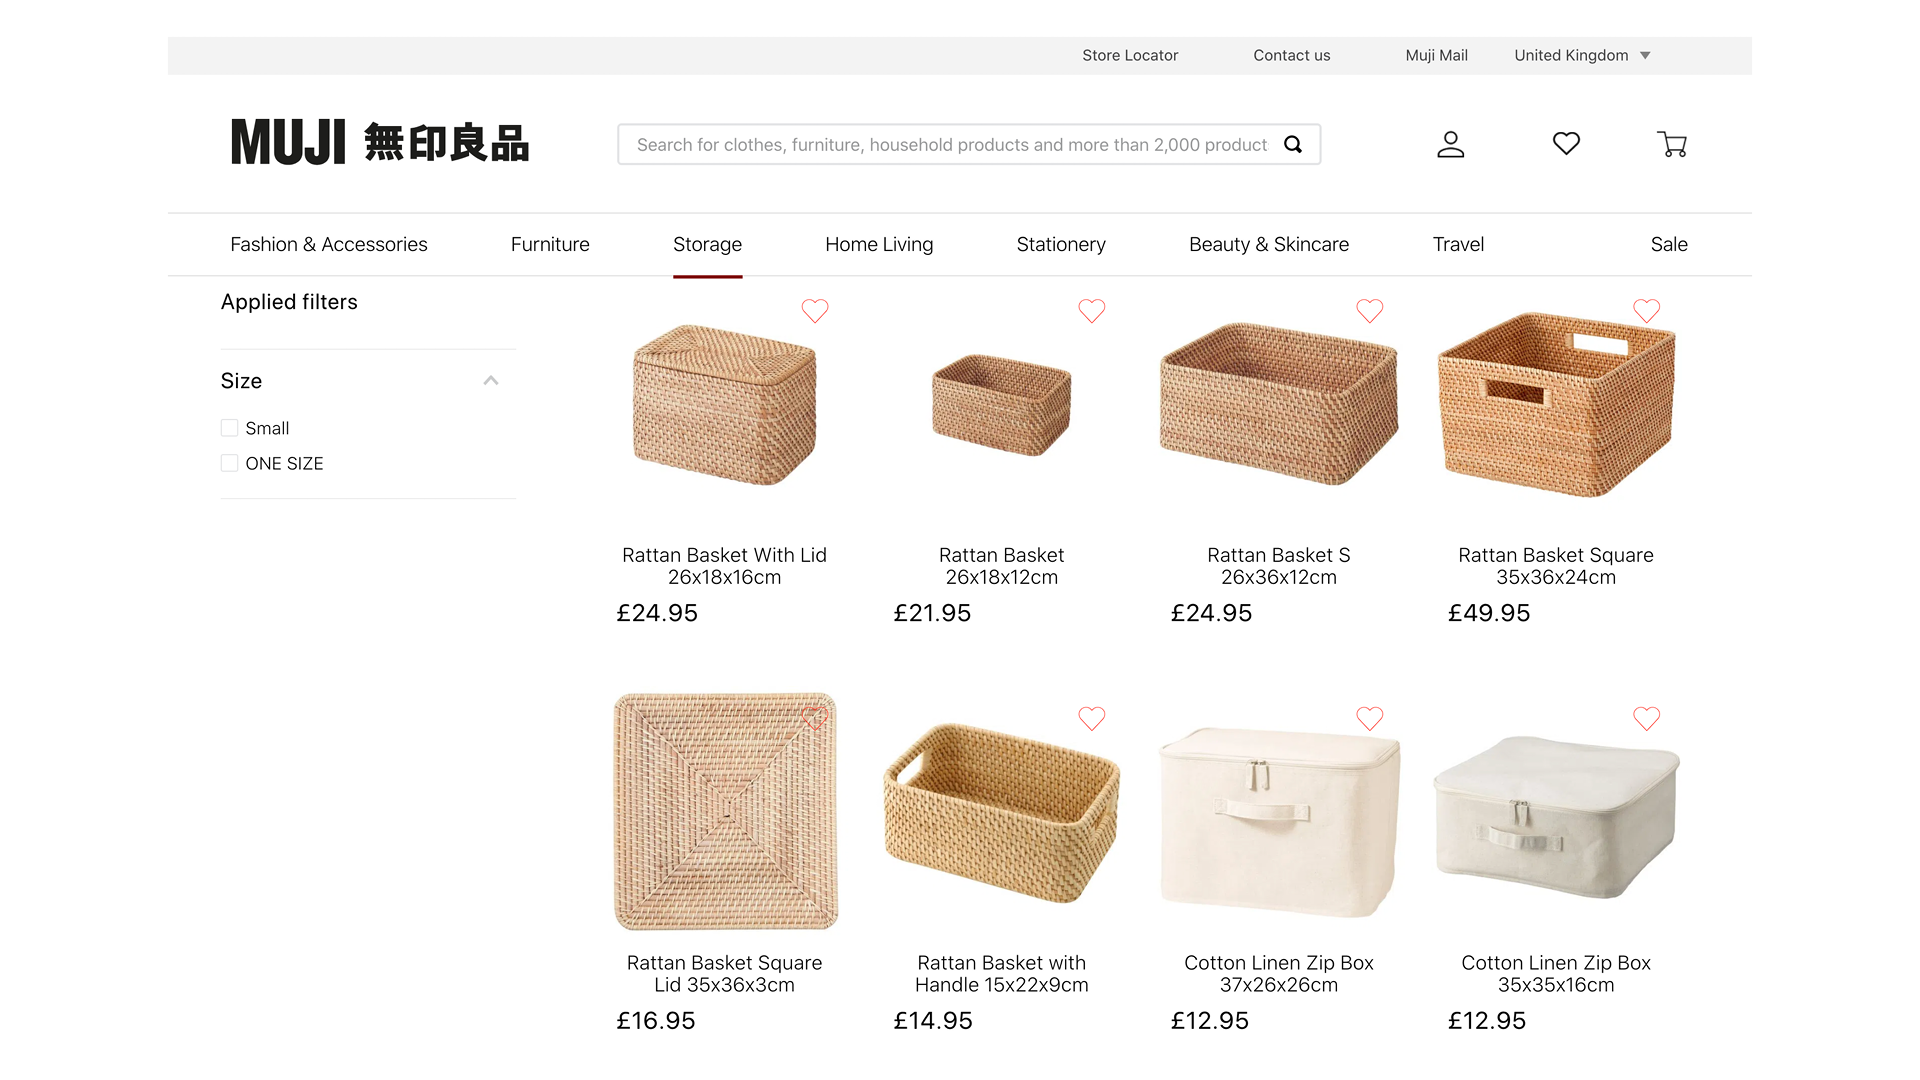 Store Locator
Contact us
Muji Mail
United Kingdom
MUJI 無印良品
Search for clothes, furniture, household products and more than 2,000 product
Fashion & Accessories
Furniture
Storage
Home Living
Stationery
Beauty & Skincare
Travel
Sale
Applied filters
Size
Small
ONE SIZE
Rattan Basket With Lid
26x18x16cm
£24.95
Rattan Basket
26x18x12cm
£21.95
Rattan Basket S
26x36x12cm
£24.95
Rattan Basket Square
35x36x24cm
£49.95
Rattan Basket Square
Lid 35x36x3cm
£16.95
Rattan Basket with
Handle 15x22x9cm
£14.95
Cotton Linen Zip Box
37x26x26cm
£12.95
Cotton Linen Zip Box
35x35x16cm
£12.95